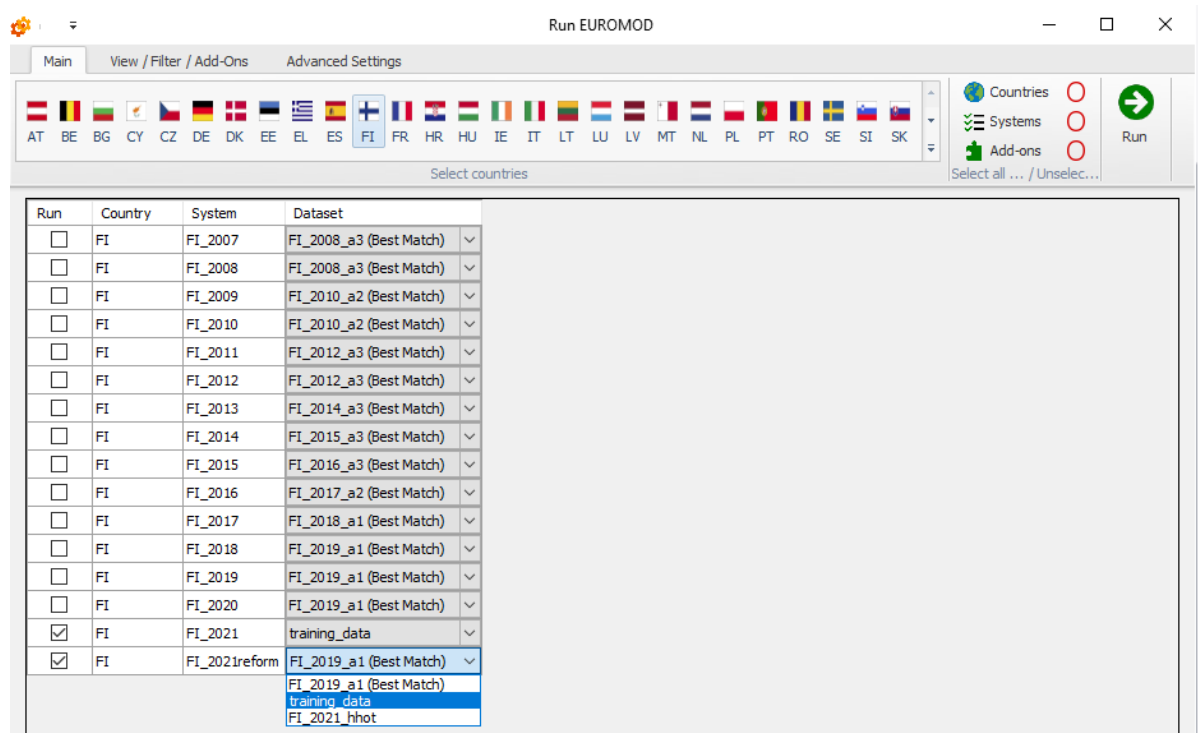 Run EUROMOD
Main View / Filter / Add-Ons Advanced Settings
AT BE BG CY CZ DE DK EE EL ES FI FR HR HU IE IT LT LU LV MT NL PL PT RO SE SI SK
Select countries
Countries
Systems
Add-ons
Select all ... / Unselec...
Run
Run Country System Dataset
FI FI_2007 FI_2008_a3 (Best Match)
FI FI_2008 FI_2008_a3 (Best Match)
FI FI_2009 FI_2010_a2 (Best Match)
FI FI_2010 FI_2010_a2 (Best Match)
FI FI_2011 FI_2012_a3 (Best Match)
FI FI_2012 FI_2012_a3 (Best Match)
FI FI_2013 FI_2014_a3 (Best Match)
FI FI_2014 FI_2015_a3 (Best Match)
FI FI_2015 FI_2016_a3 (Best Match)
FI FI_2016 FI_2017_a2 (Best Match)
FI FI_2017 FI_2018_a1 (Best Match)
FI FI_2018 FI_2019_a1 (Best Match)
FI FI_2019 FI_2019_a1 (Best Match)
FI FI_2020 FI_2019_a1 (Best Match)
FI FI_2021 training_data
FI FI_2021reform FI_2019_a1 (Best Match)
FI_2019_a1 (Best Match)
training_data
FI_2021_hhot